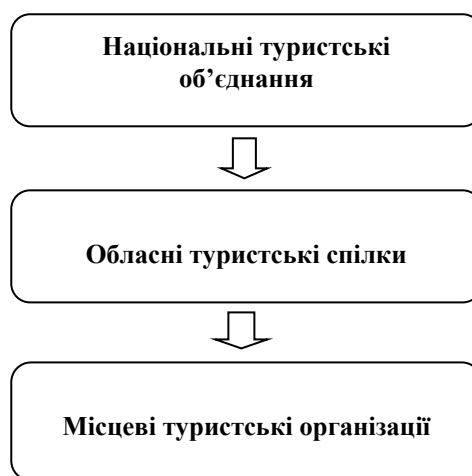 Національні туристські
об’єднання
Обласні туристські спілки
Місцеві туристські організації